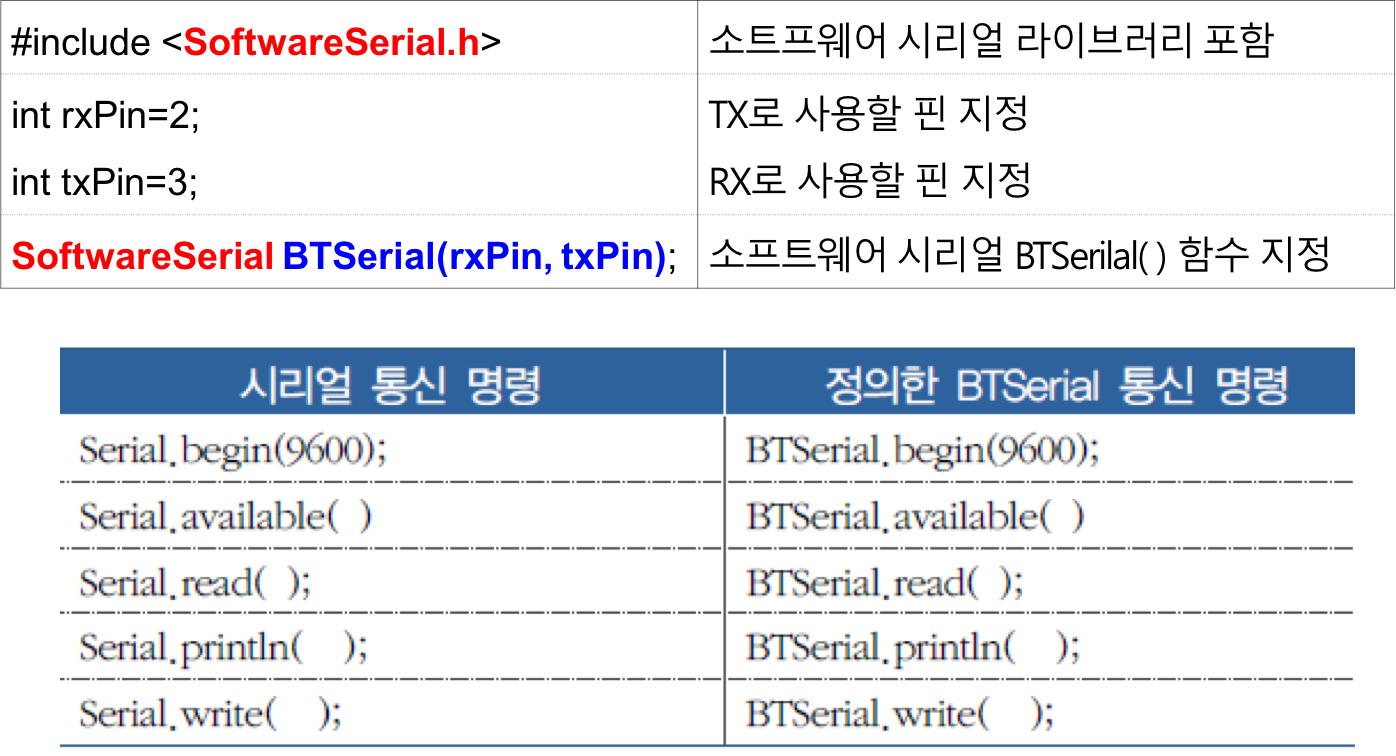 #include <SoftwareSerial.h>
소트프웨어 시리얼 라이브러리 포함
int rxPin=2;
TX로 사용할 핀 지정
int txPin=3;
RX로 사용할 핀 지정
SoftwareSerial BTSerial(rxPin, txPin);
소프트웨어 시리얼 BTSerilal( ) 함수 지정
시리얼 통신 명령
정의한 BTSerial 통신 명령
Serial.begin(9600);
BTSerial.begin(9600);
Serial.available( )
BTSerial.available( )
Serial.read( );
BTSerial.read( );
Serial.println( );
BTSerial.println( );
Serial.write( );
BTSerial.write( );